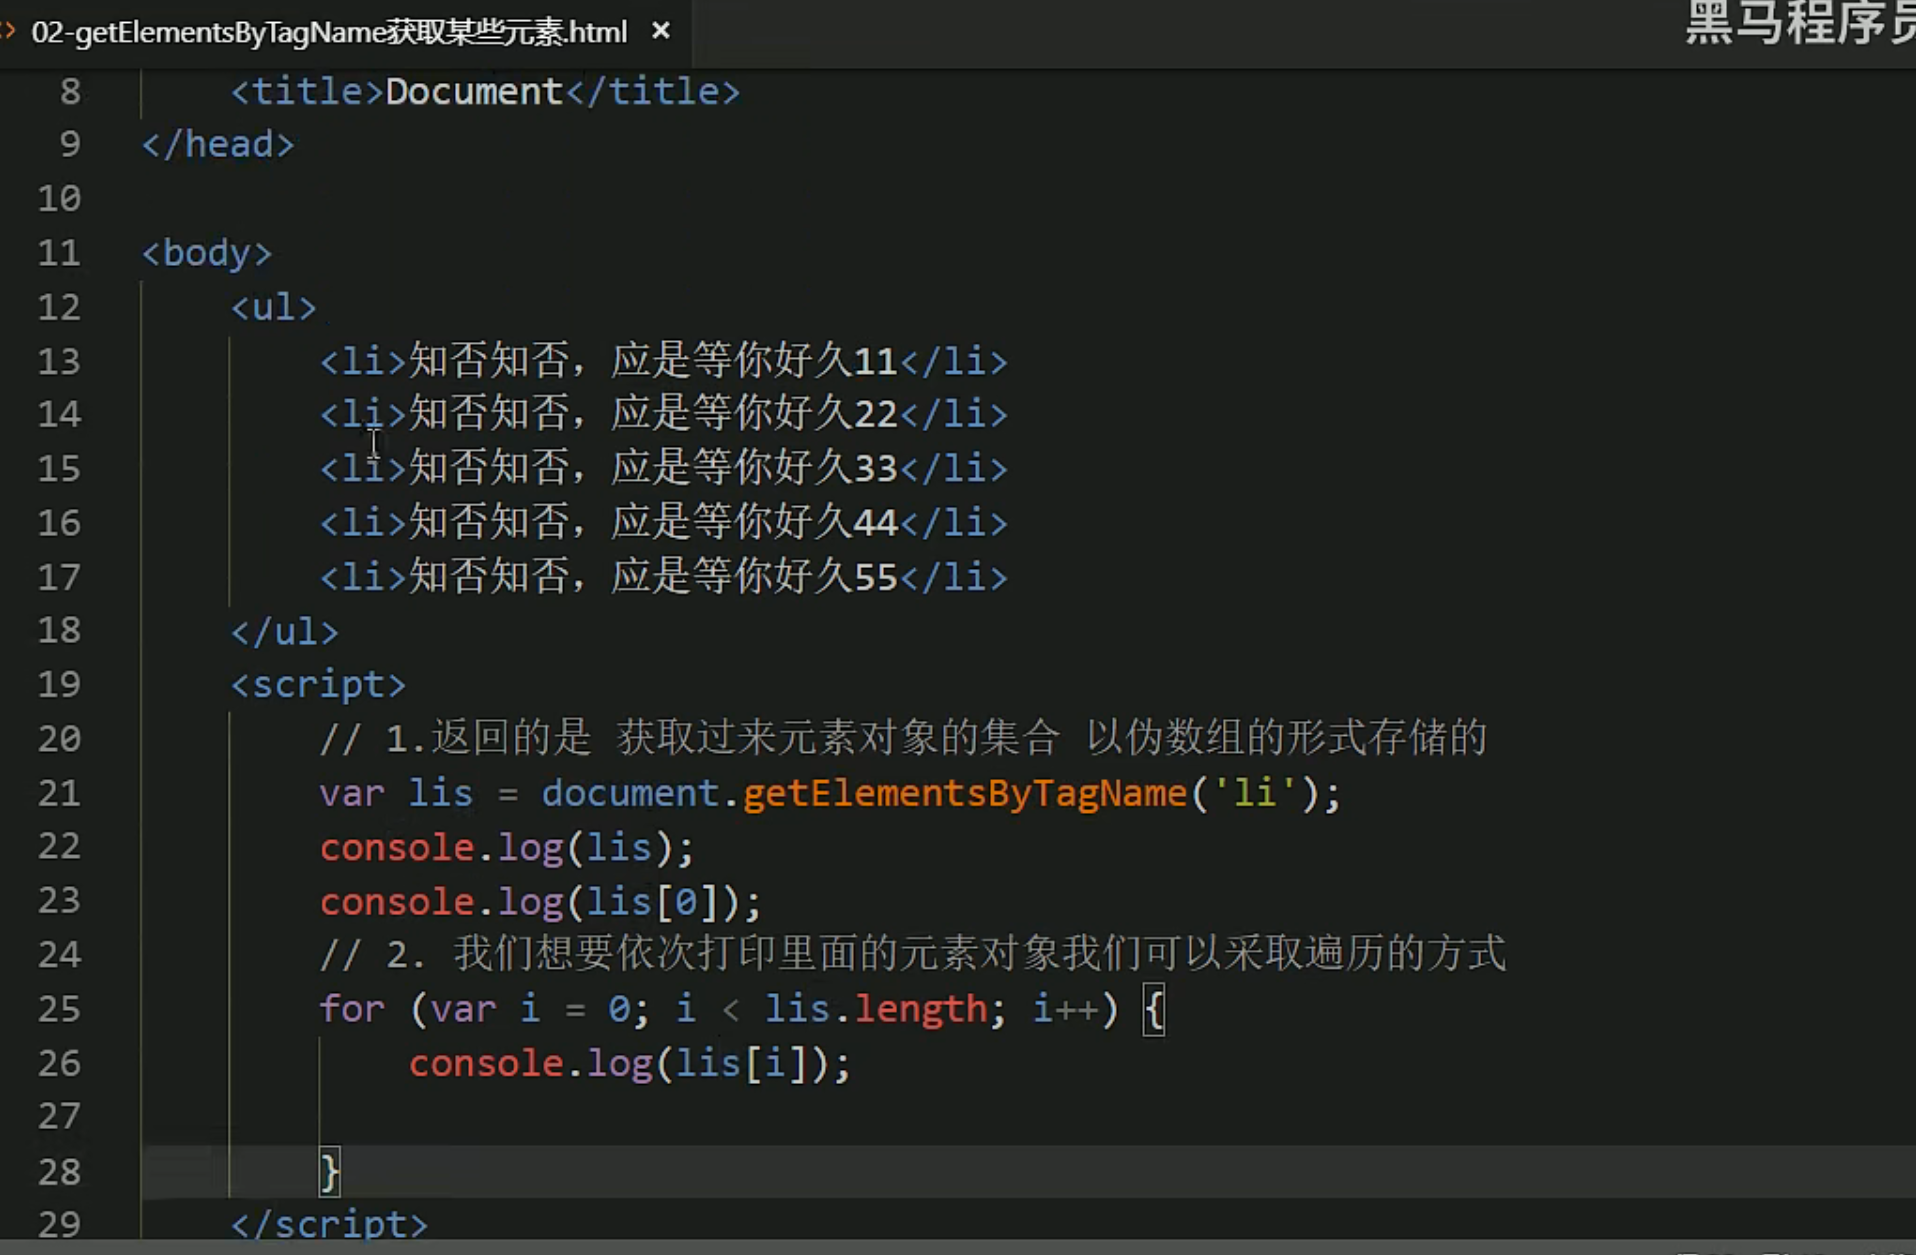 02-getElementsByTagName获取某些元素.html ×
黑马程序员
8 <title>Document</title>
9 </head>
10
11 <body>
12 <ul>
13 <li>知否知否，应是等你好久11</li>
14 <li>知否知否，应是等你好久22</li>
15 <li>知否知否，应是等你好久33</li>
16 <li>知否知否，应是等你好久44</li>
17 <li>知否知否，应是等你好久55</li>
18 </ul>
19 <script>
20 // 1.返回的是 获取过来元素对象的集合 以伪数组的形式存储的
21 var lis = document.getElementsByTagName('li');
22 console.log(lis);
23 console.log(lis[0]);
24 // 2. 我们想要依次打印里面的元素对象我们可以采取遍历的方式
25 for (var i = 0; i < lis.length; i++) {
26 console.log(lis[i]);
27
28 }
29 </script>